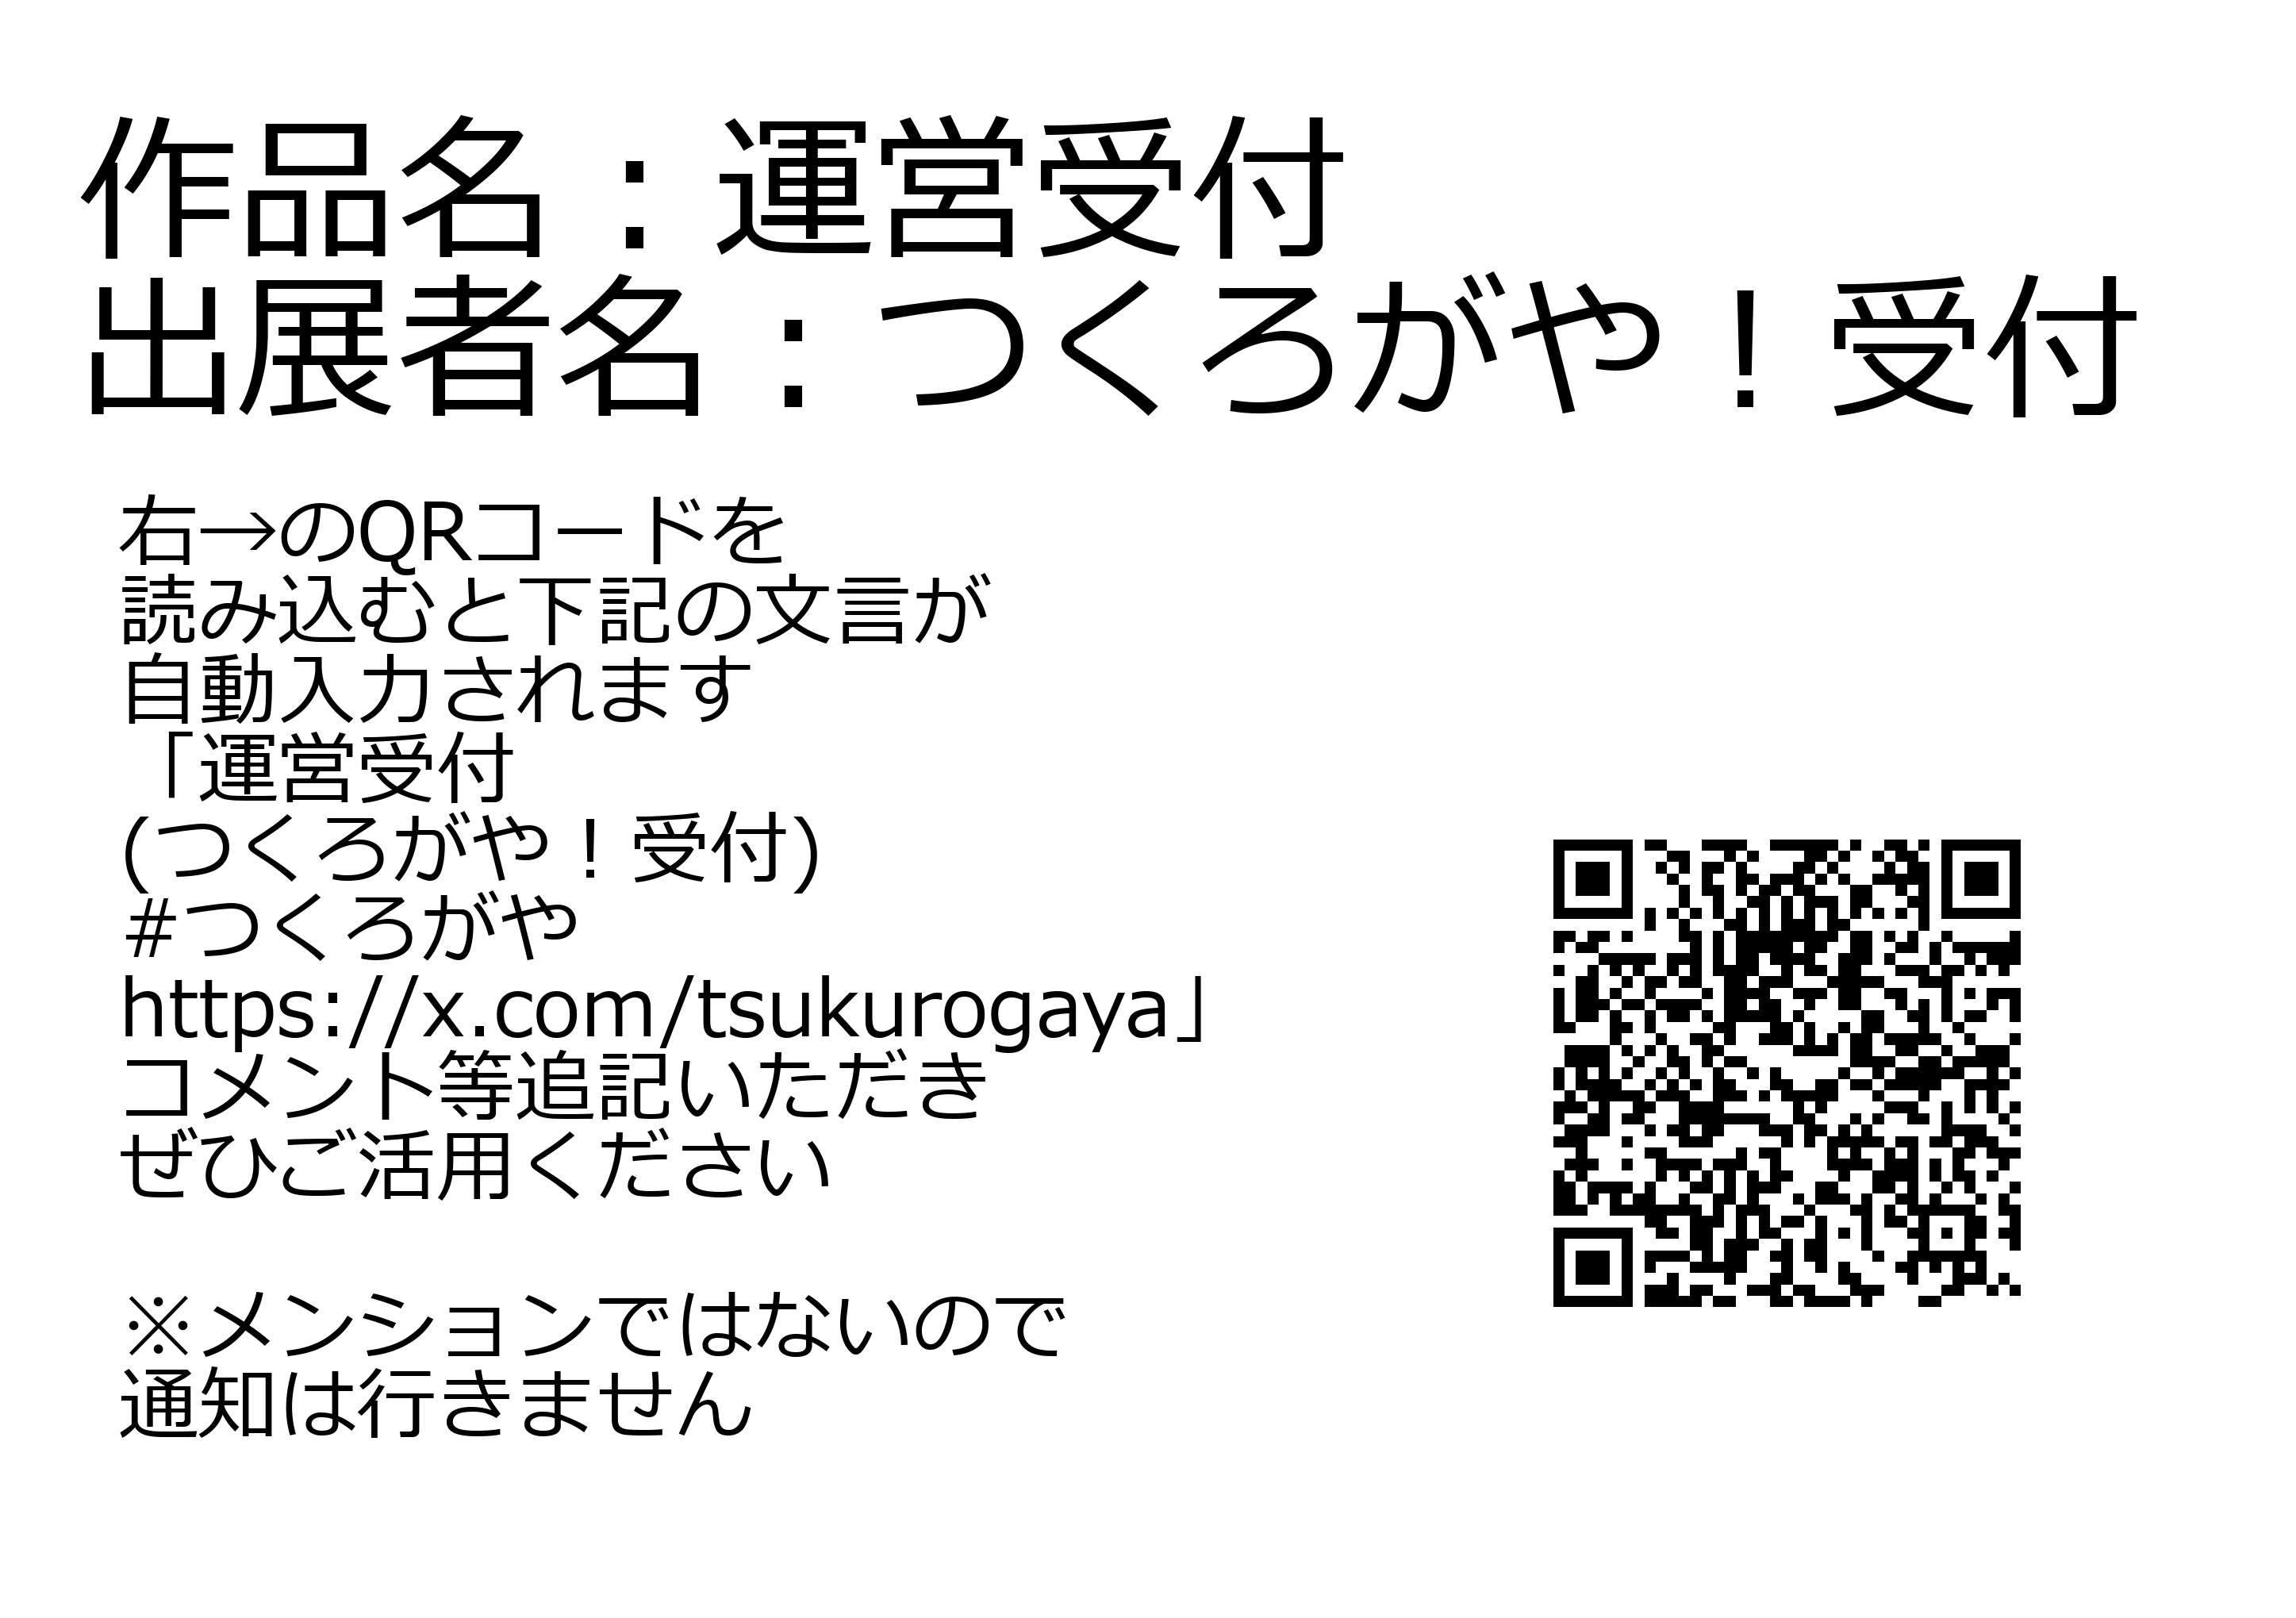 作品名：運営受付
出展者名：つくろがや！受付
右→のQRコードを
読み込むと下記の文言が
自動入力されます
「運営受付
(つくろがや！受付)
#つくろがや
https://x.com/tsukurogaya」
コメント等追記いただき
ぜひご活用ください
※メンションではないので
通知は行きません